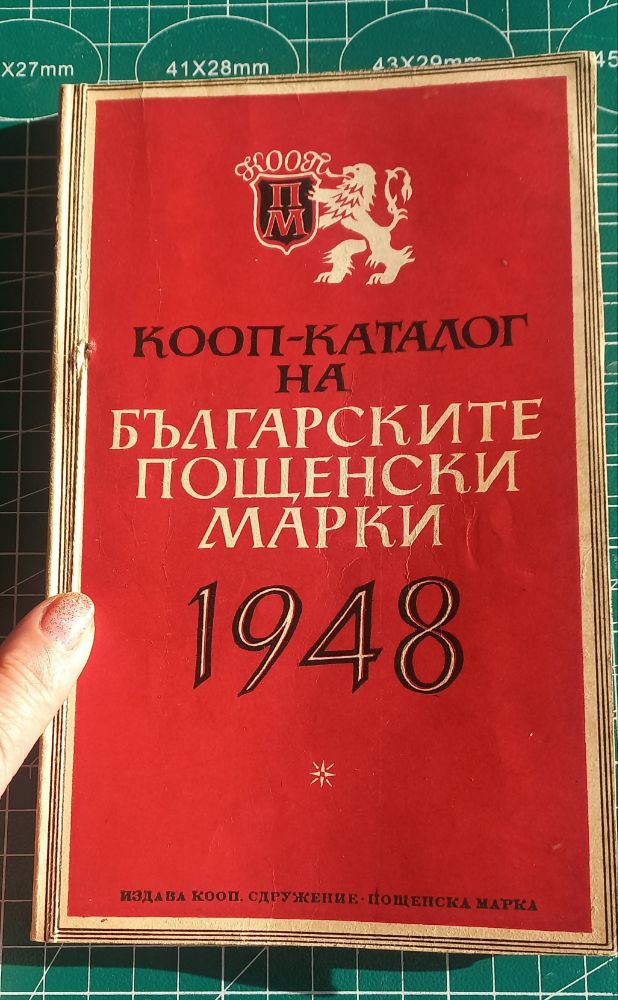 X27mm
41X28mm
43X29mm
45
КООП
ПМ
КООП-КАТАЛОГ
НА
БЪЛГАРСКИТЕ
ПОЩЕНСКИ
МАРКИ
1948
ИЗДАВА КООП. СДРУЖЕНИЕ · ПОЩЕНСКА МАРКА